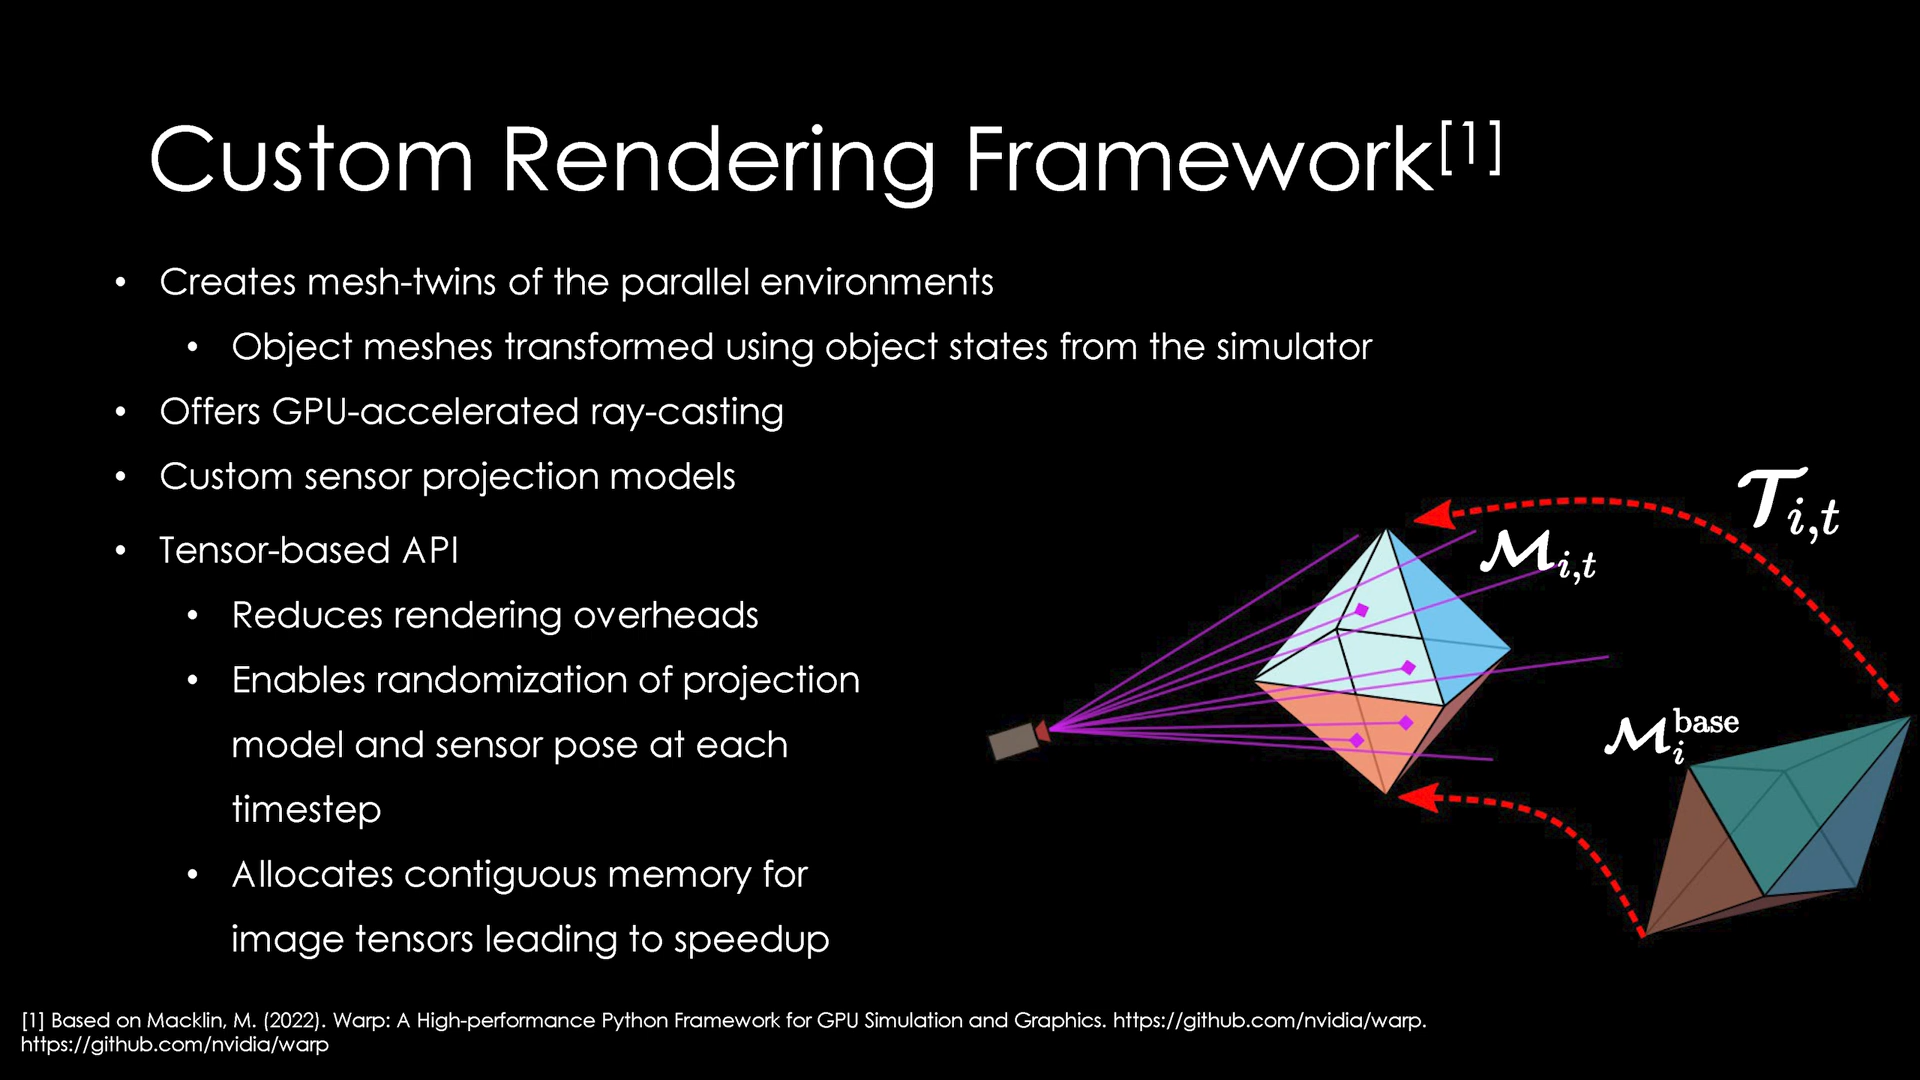 Custom Rendering Framework[1]
• Creates mesh-twins of the parallel environments
• Object meshes transformed using object states from the simulator
• Offers GPU-accelerated ray-casting
• Custom sensor projection models
• Tensor-based API
• Reduces rendering overheads
• Enables randomization of projection
model and sensor pose at each
timestep
• Allocates contiguous memory for
image tensors leading to speedup
𝓣i,t
𝓜i,t
𝓜i base
[1] Based on Macklin, M. (2022). Warp: A High-performance Python Framework for GPU Simulation and Graphics. https://github.com/nvidia/warp.
https://github.com/nvidia/warp